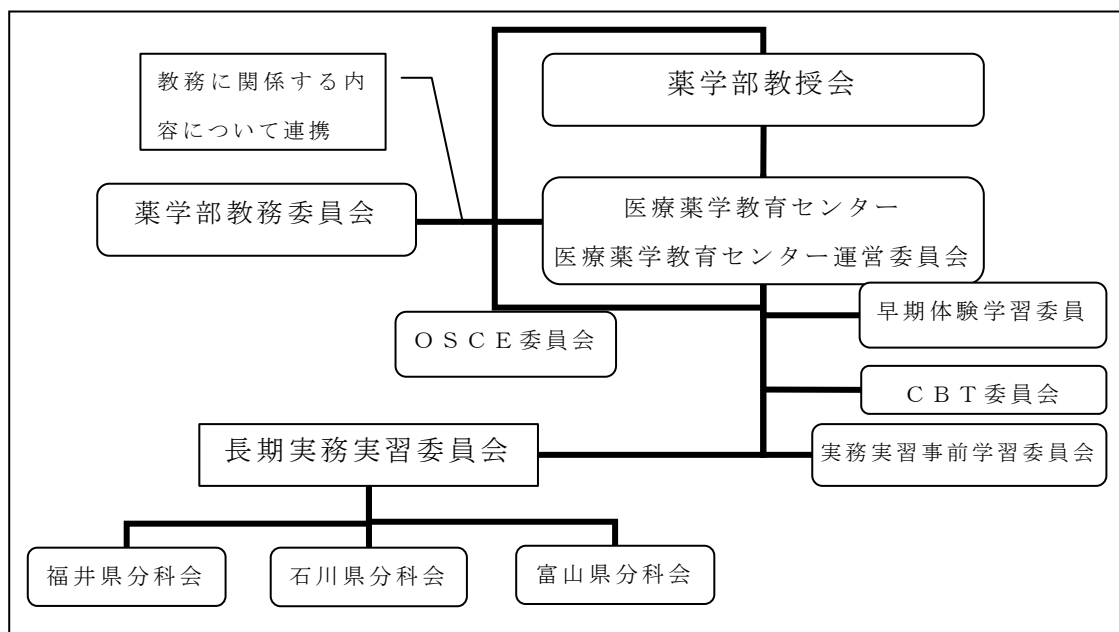 教務に関係する内
容について連携
薬学部教授会
薬学部教務委員会
医療薬学教育センター
医療薬学教育センター運営委員会
早期体験学習委員
ＯＳＣＥ委員会
ＣＢＴ委員会
長期実務実習委員会
実務実習事前学習委員会
福井県分科会
石川県分科会
富山県分科会